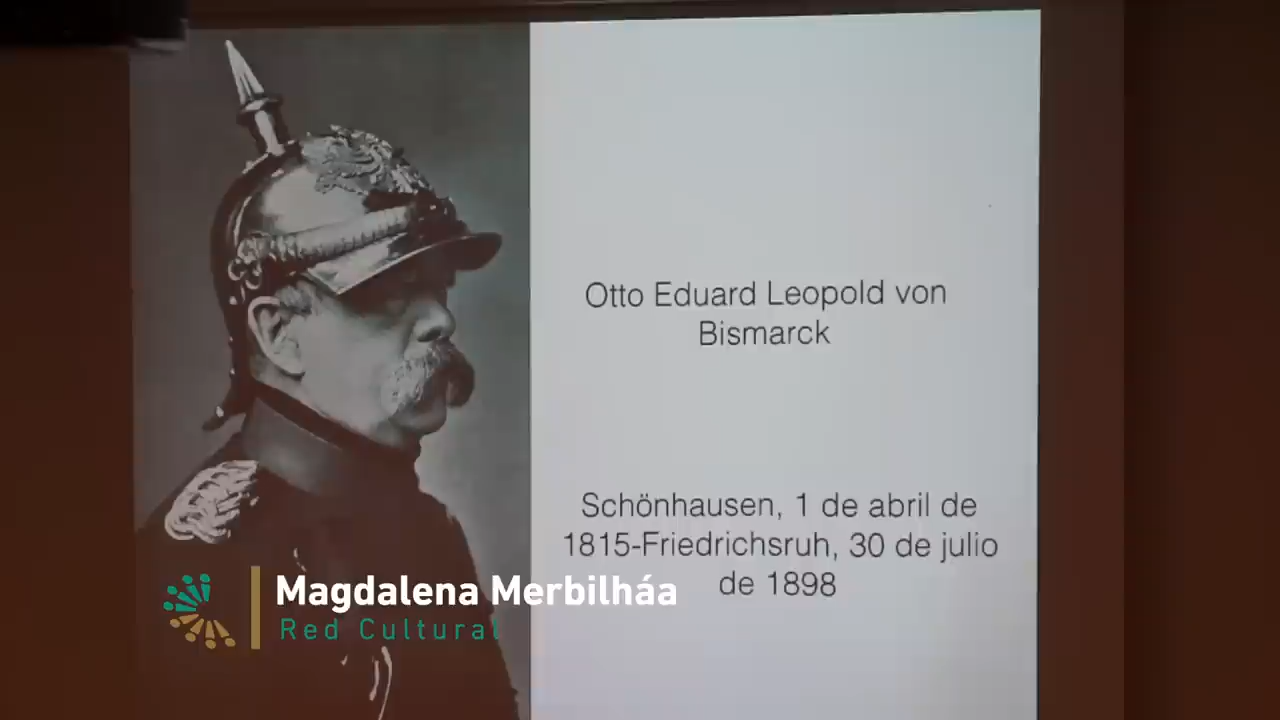 Otto Eduard Leopold von
Bismarck
Schönhausen, 1 de abril de
1815-Friedrichsruh, 30 de julio
de 1898
Magdalena Merbilháa
Red Cultural